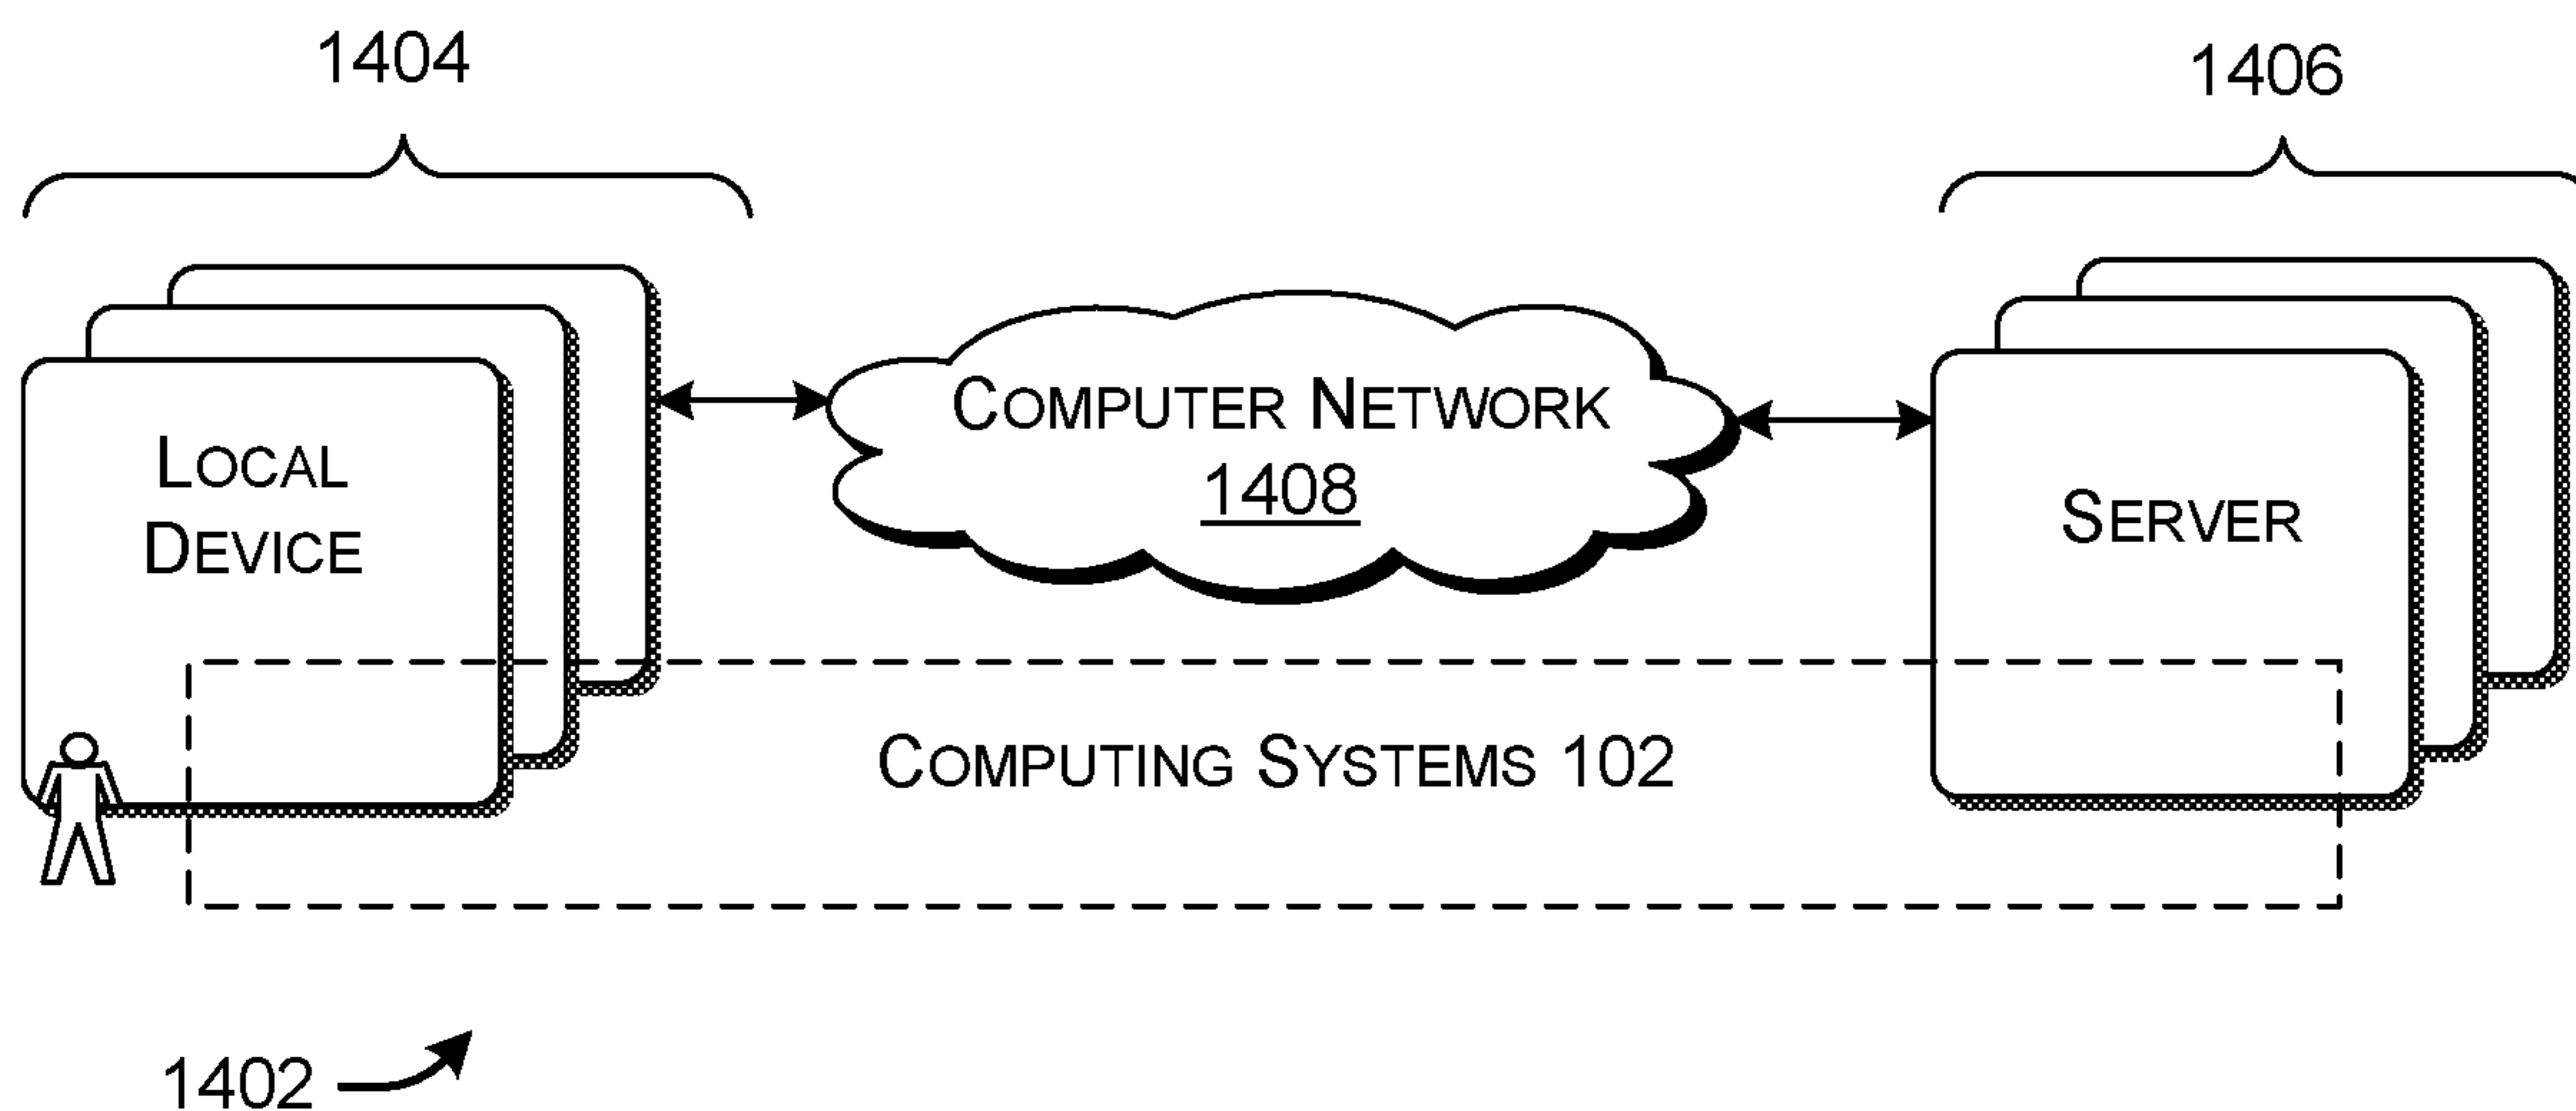 1404
1406
LOCAL
DEVICE
COMPUTER NETWORK
1408
SERVER
COMPUTING SYSTEMS 102
1402